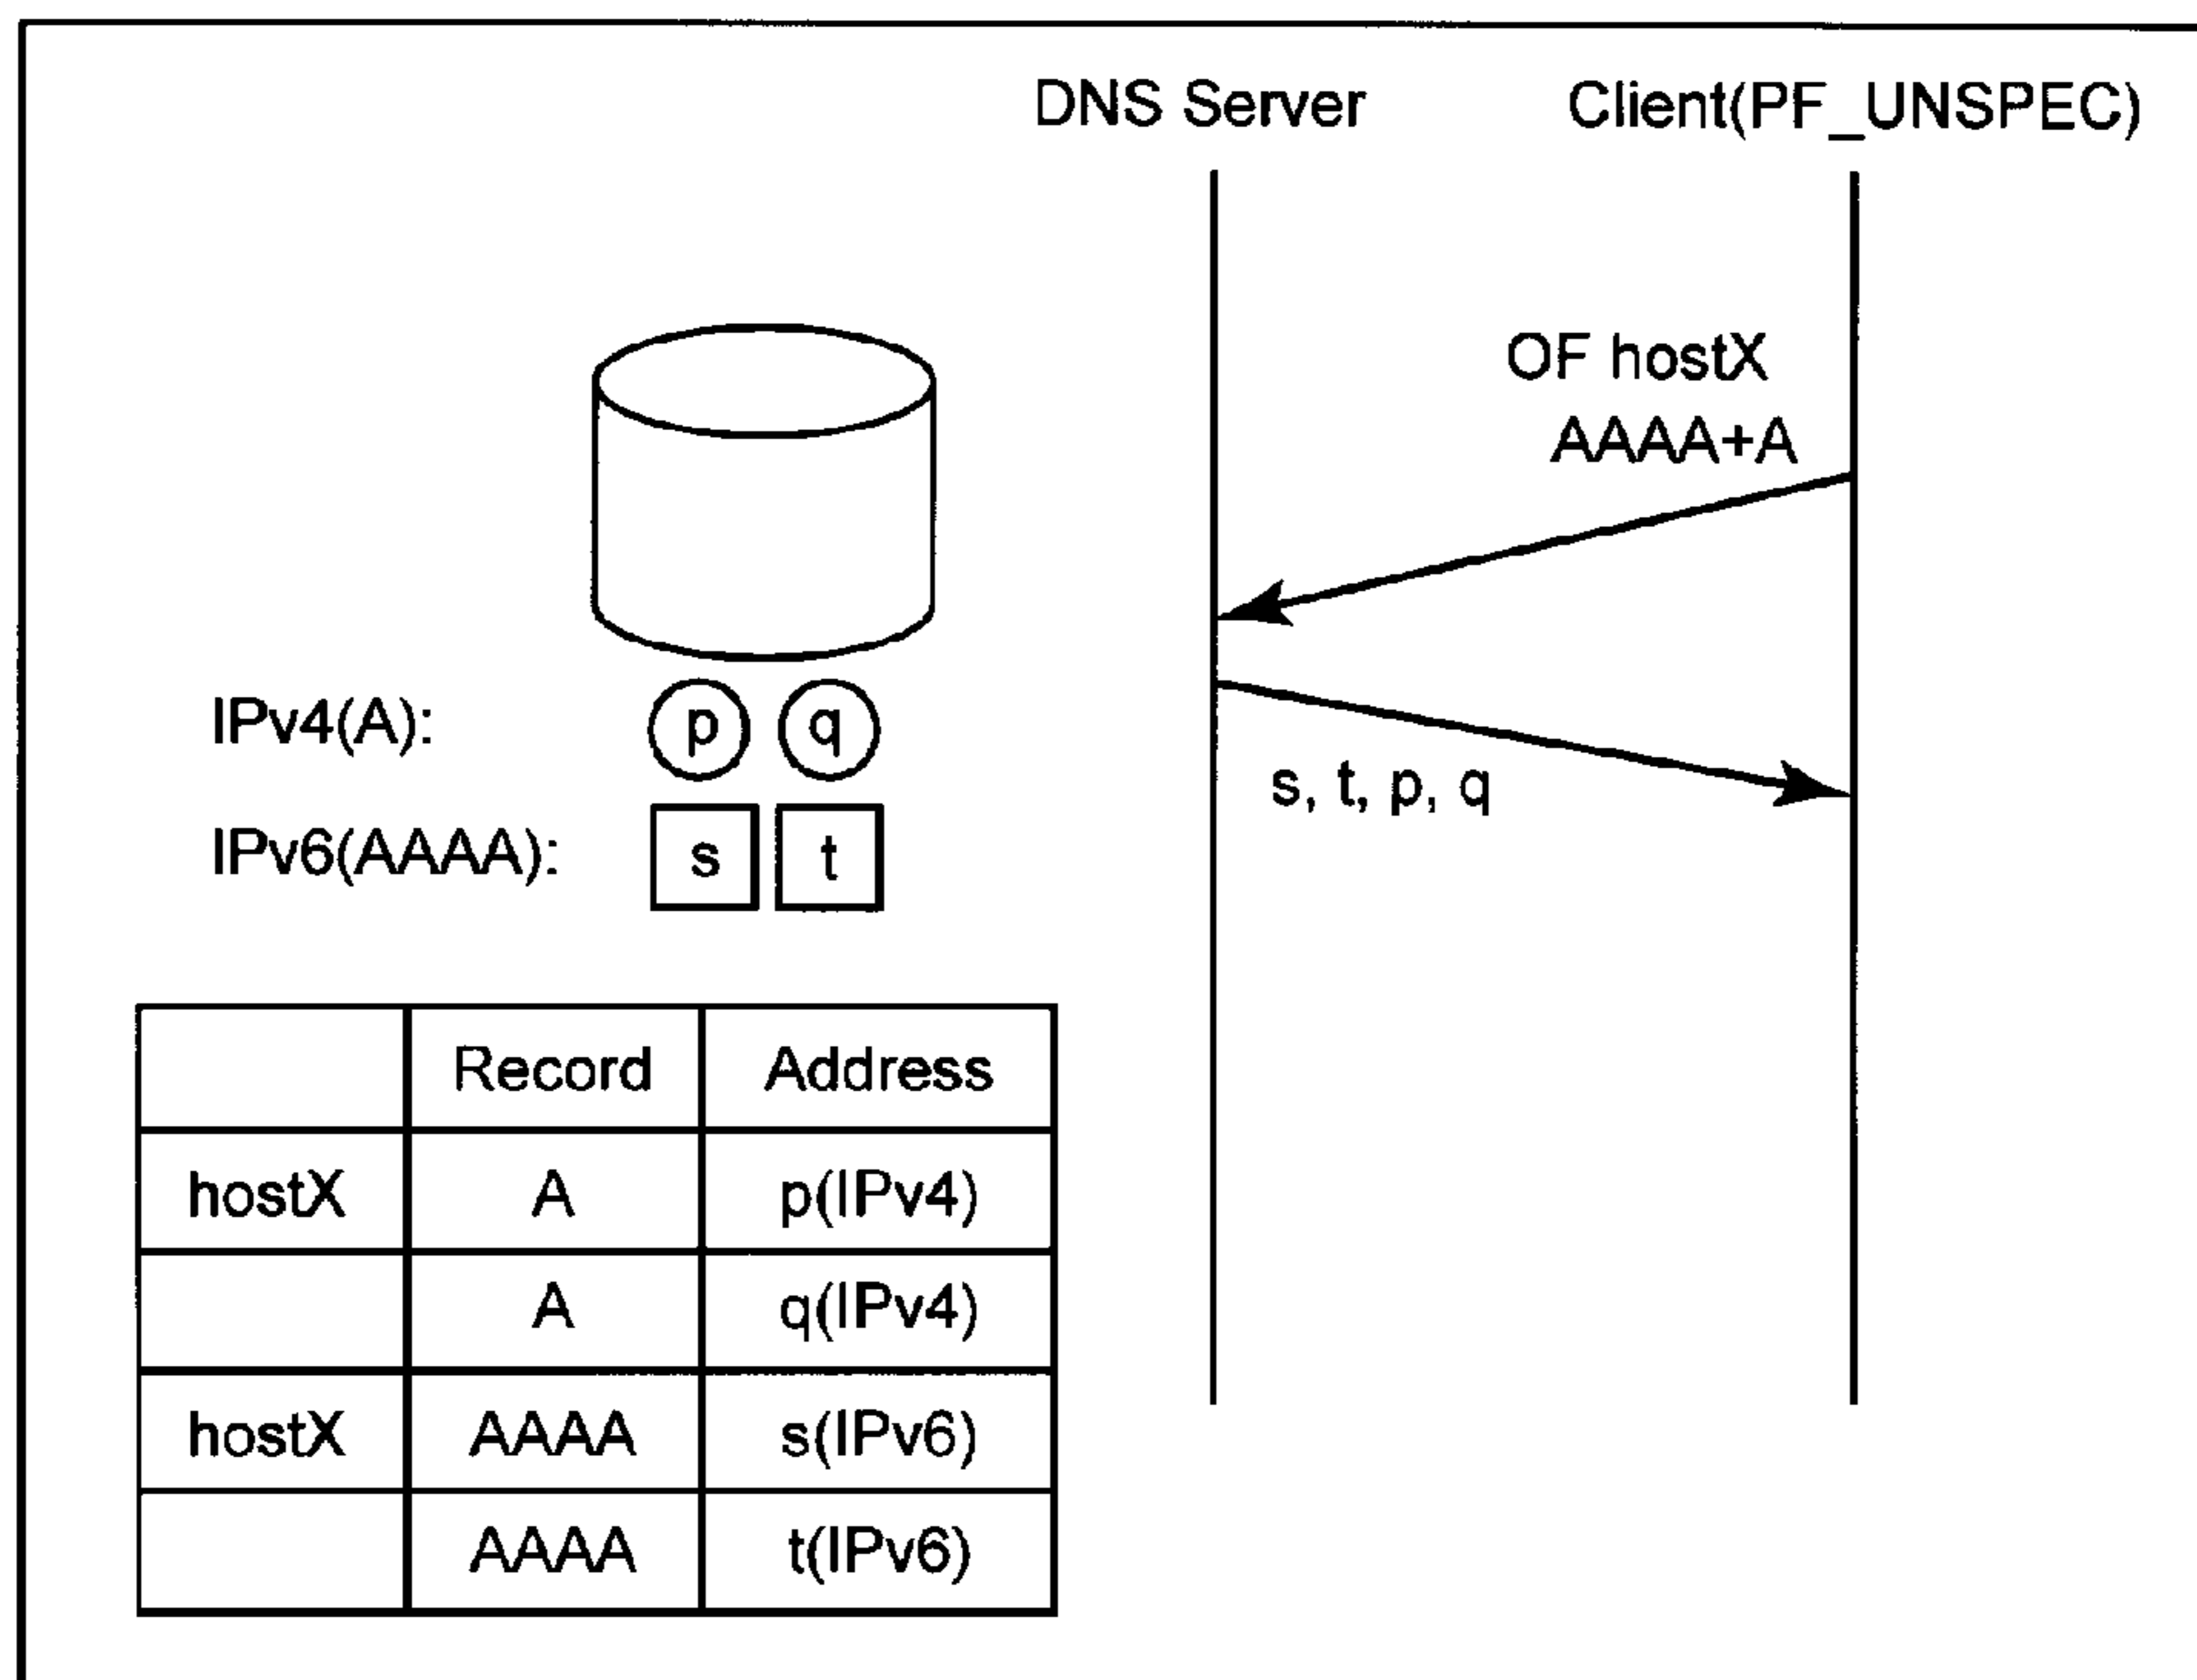 DNS Server
Client(PF_UNSPEC)
OF hostX
AAAA+A
s, t, p, q
IPv4(A): p q
IPv6(AAAA): s t
Record Address
hostX A p(IPv4)
A q(IPv4)
hostX AAAA s(IPv6)
AAAA t(IPv6)